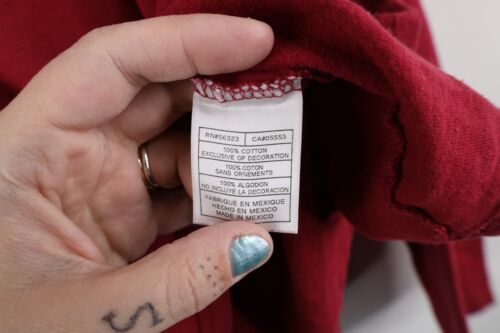 RN#56323 CA#05553
100% COTTON
EXCLUSIVE OF DECORATION
100% COTON
SANS ORNEMENTS
100% ALGODON
NO INCLUYE LA DECORACION
FABRIQUE EN MEXIQUE
HECHO EN MEXICO
MADE IN MEXICO
S